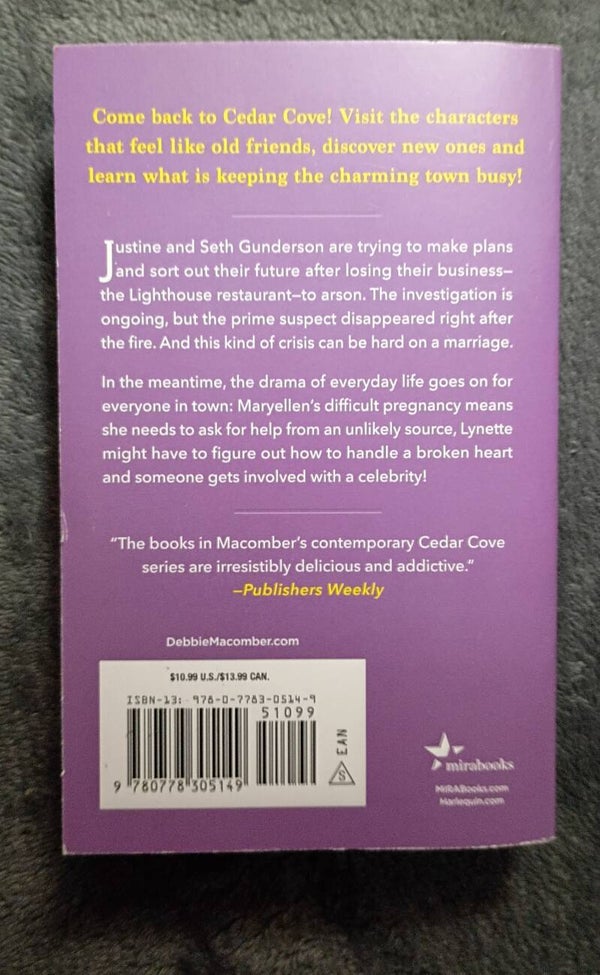 Come back to Cedar Cove! Visit the characters
that feel like old friends, discover new ones and
learn what is keeping the charming town busy!
Justine and Seth Gunderson are trying to make plans
and sort out their future after losing their business—
the Lighthouse restaurant—to arson. The investigation is
ongoing, but the prime suspect disappeared right after
the fire. And this kind of crisis can be hard on a marriage.
In the meantime, the drama of everyday life goes on for
everyone in town: Maryellen's difficult pregnancy means
she needs to ask for help from an unlikely source, Lynette
might have to figure out how to handle a broken heart
and someone gets involved with a celebrity!
"The books in Macomber's contemporary Cedar Cove
series are irresistibly delicious and addictive."
—Publishers Weekly
DebbieMacomber.com
$10.99 U.S./$13.99 CAN.
ISBN-13: 978-0-7783-0514-9
51099
9 780778 305149
EAN
S
mirabooks
MIRABooks.com
Harlequin.com